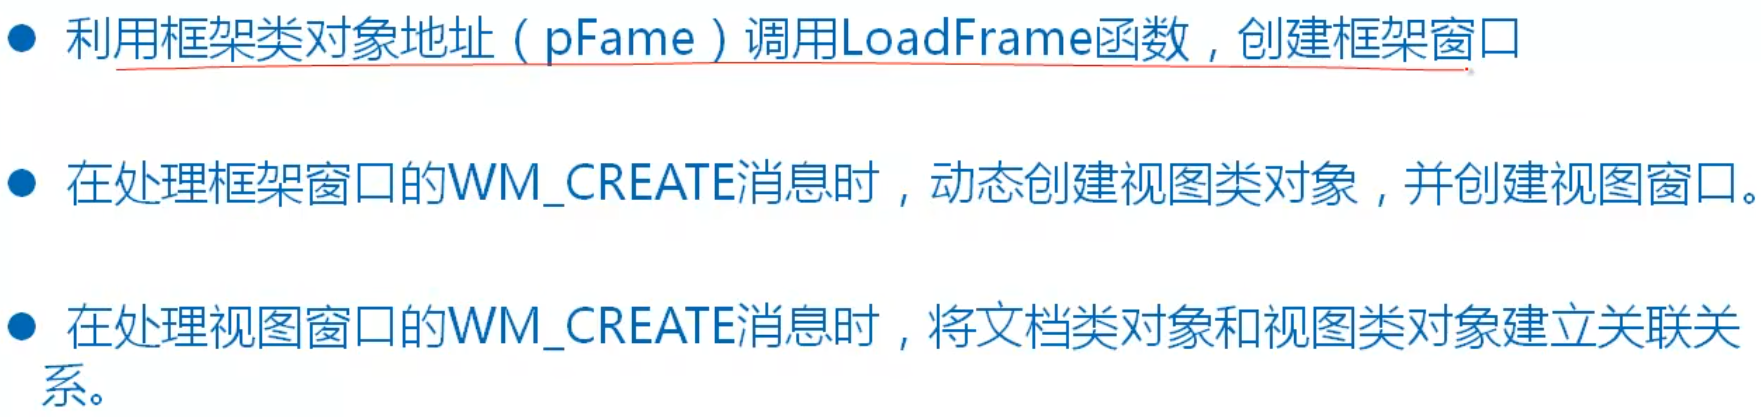 ● 利用框架类对象地址（pFame）调用LoadFrame函数，创建框架窗口
● 在处理框架窗口的WM_CREATE消息时，动态创建视图类对象，并创建视图窗口。
● 在处理视图窗口的WM_CREATE消息时，将文档类对象和视图类对象建立关联关
系。